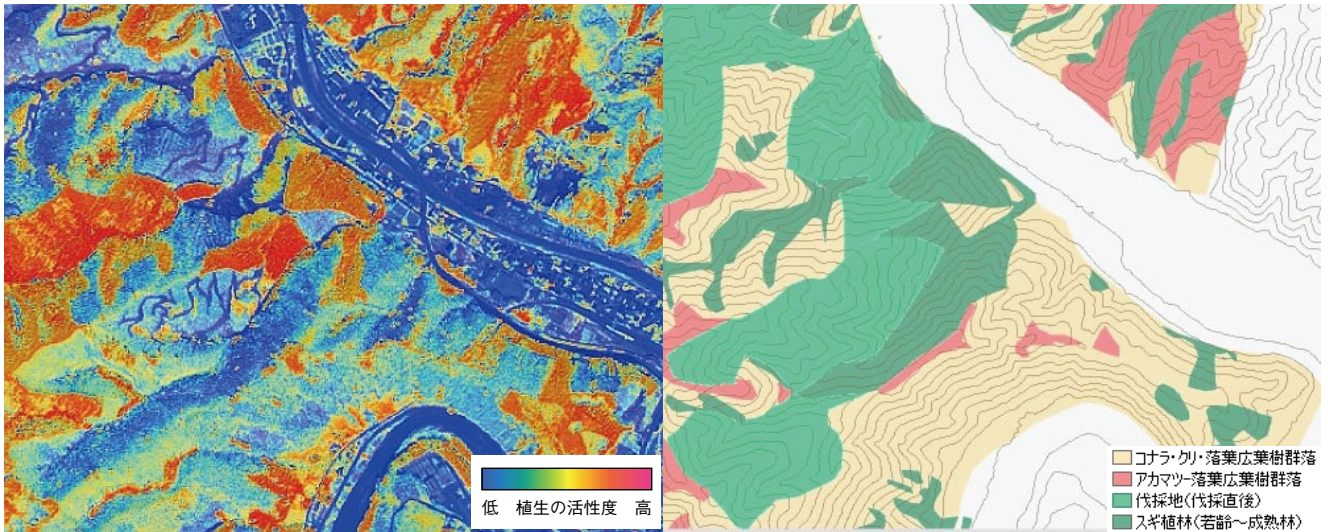 低 植生の活性度 高
コナラ・クリ・落葉広葉樹群落
アカマツー落葉広葉樹群落
伐採地(伐採直後)
スギ植林(若齢～成熟林)